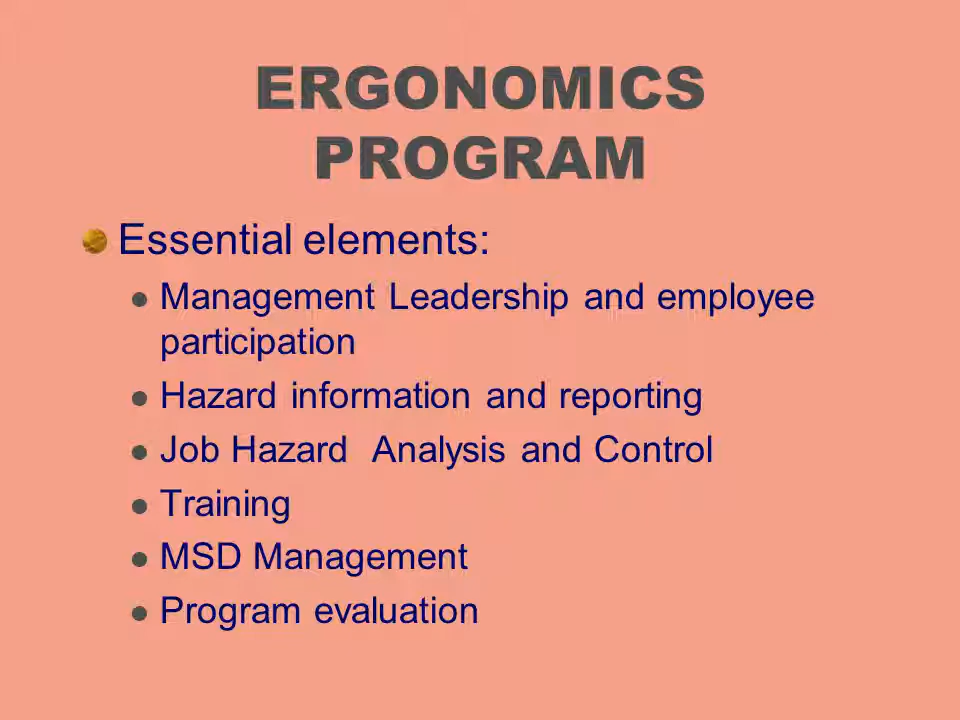 ERGONOMICS
PROGRAM
Essential elements:
Management Leadership and employee
participation
Hazard information and reporting
Job Hazard  Analysis and Control
Training
MSD Management
Program evaluation